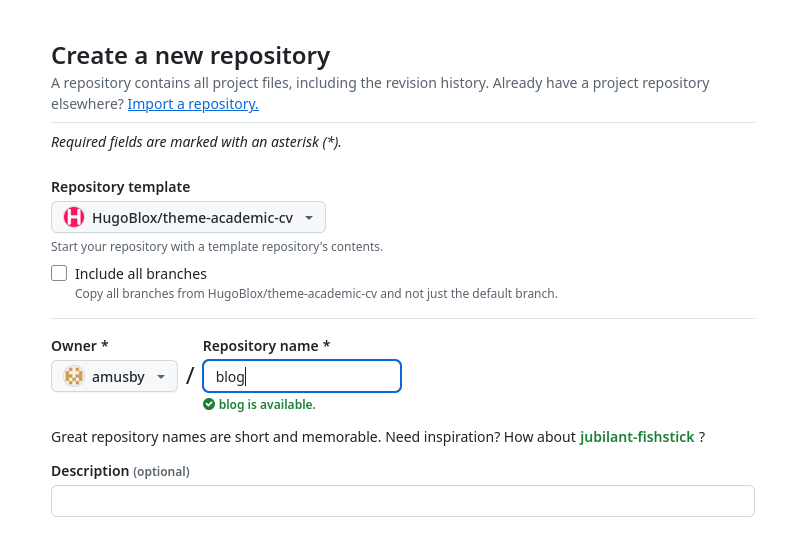 Create a new repository
A repository contains all project files, including the revision history. Already have a project repository
elsewhere? Import a repository.
Required fields are marked with an asterisk (*).
Repository template
HugoBlox/theme-academic-cv
Start your repository with a template repository's contents.
Include all branches
Copy all branches from HugoBlox/theme-academic-cv and not just the default branch.
Owner * Repository name *
amusby / blog
blog is available.
Great repository names are short and memorable. Need inspiration? How about jubilant-fishstick ?
Description (optional)